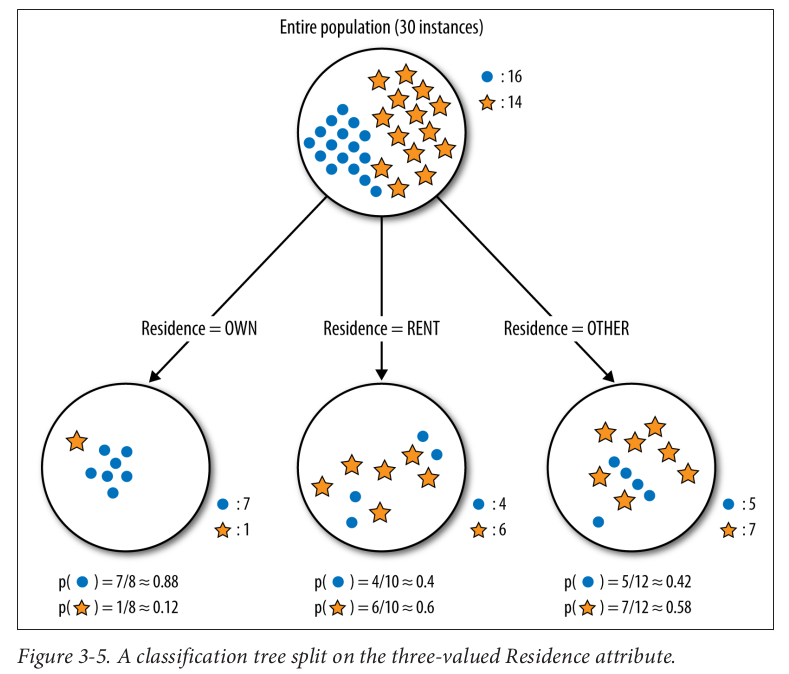 Entire population (30 instances)
: 16
: 14
Residence = OWN
Residence = RENT
Residence = OTHER
: 7
: 1
: 4
: 6
: 5
: 7
p( ) = 7/8 ≈ 0.88
p( ) = 1/8 ≈ 0.12
p( ) = 4/10 ≈ 0.4
p( ) = 6/10 ≈ 0.6
p( ) = 5/12 ≈ 0.42
p( ) = 7/12 ≈ 0.58
Figure 3-5. A classification tree split on the three-valued Residence attribute.